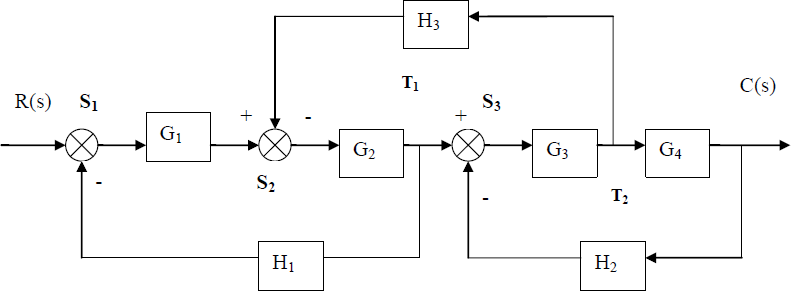 H3
T1
C(s)
R(s) S1 + - + S3
G1 G2 G3 G4
- S2 - T2
H1 H2